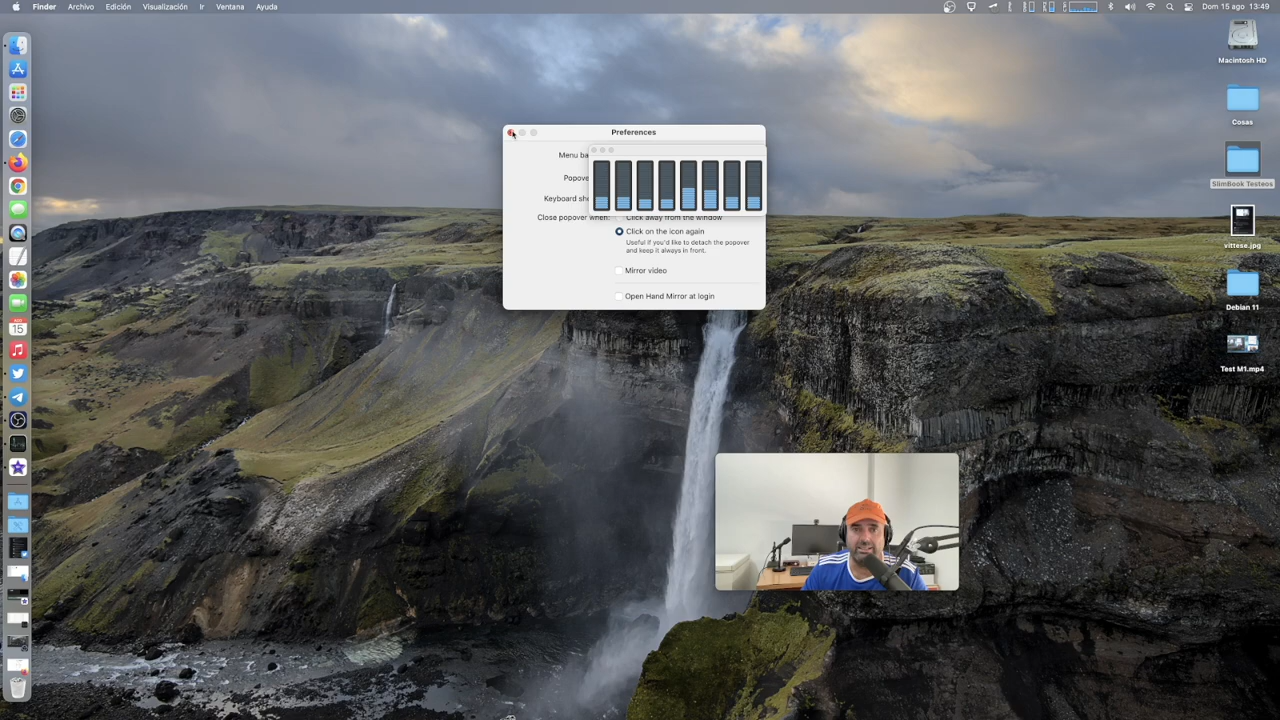 Finder Archivo Edición Visualización Ir Ventana Ayuda
Dom 15 ago 13:49
Macintosh HD
Cosas
SlimBook Testeos
vittese.jpg
Debian 11
Test M1.mp4
Preferences
Menu ba
Popove
Keyboard sho
Close popover when:
Click away from the window
Click on the icon again
Useful if you'd like to detach the popover
and keep it always in front.
Mirror video
Open Hand Mirror at login
15